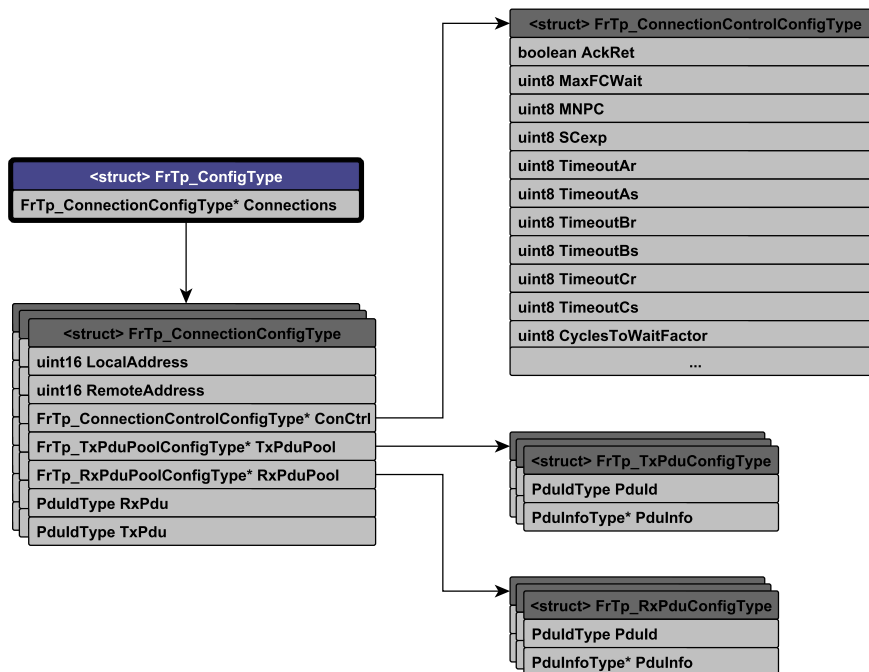 <struct> FrTp_ConfigType
FrTp_ConnectionConfigType* Connections
<struct> FrTp_ConnectionConfigType
uint16 LocalAddress
uint16 RemoteAddress
FrTp_ConnectionControlConfigType* ConCtrl
FrTp_TxPduPoolConfigType* TxPduPool
FrTp_RxPduPoolConfigType* RxPduPool
PduIdType RxPdu
PduIdType TxPdu
<struct> FrTp_ConnectionControlConfigType
boolean AckRet
uint8 MaxFCWait
uint8 MNPC
uint8 SCexp
uint8 TimeoutAr
uint8 TimeoutAs
uint8 TimeoutBr
uint8 TimeoutBs
uint8 TimeoutCr
uint8 TimeoutCs
uint8 CyclesToWaitFactor
...
<struct> FrTp_TxPduConfigType
PduIdType PduId
PduInfoType* PduInfo
<struct> FrTp_RxPduConfigType
PduIdType PduId
PduInfoType* PduInfo